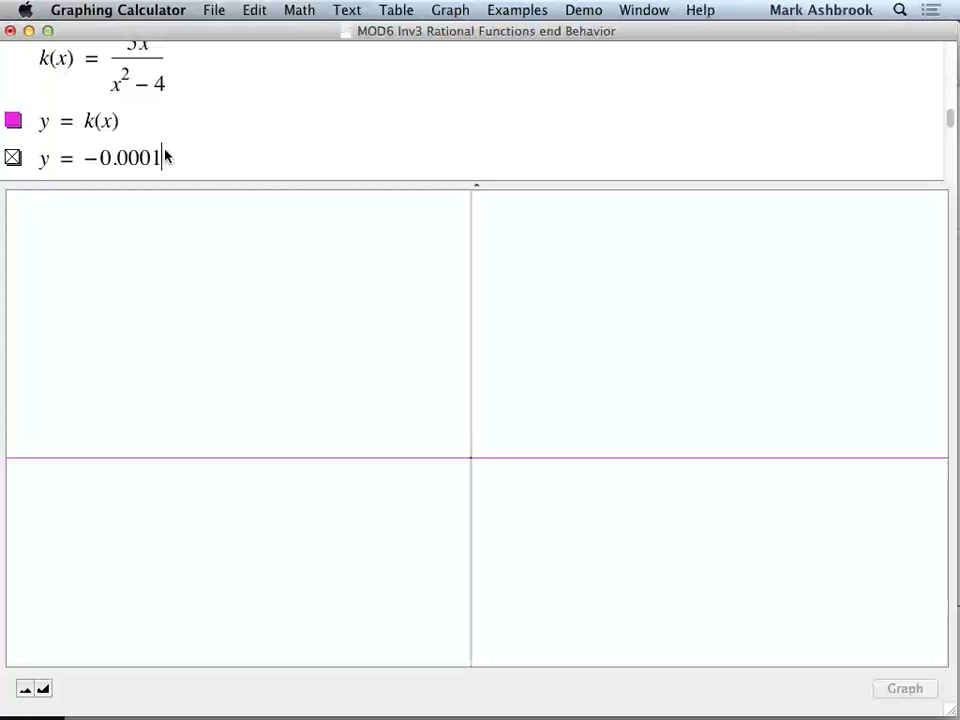 Graphing Calculator File Edit Math Text Table Graph Examples Demo Window Help Mark Ashbrook
MOD6 Inv3 Rational Functions end Behavior
k(x) = 
x² − 4
y = k(x)
y = −0.0001
Graph